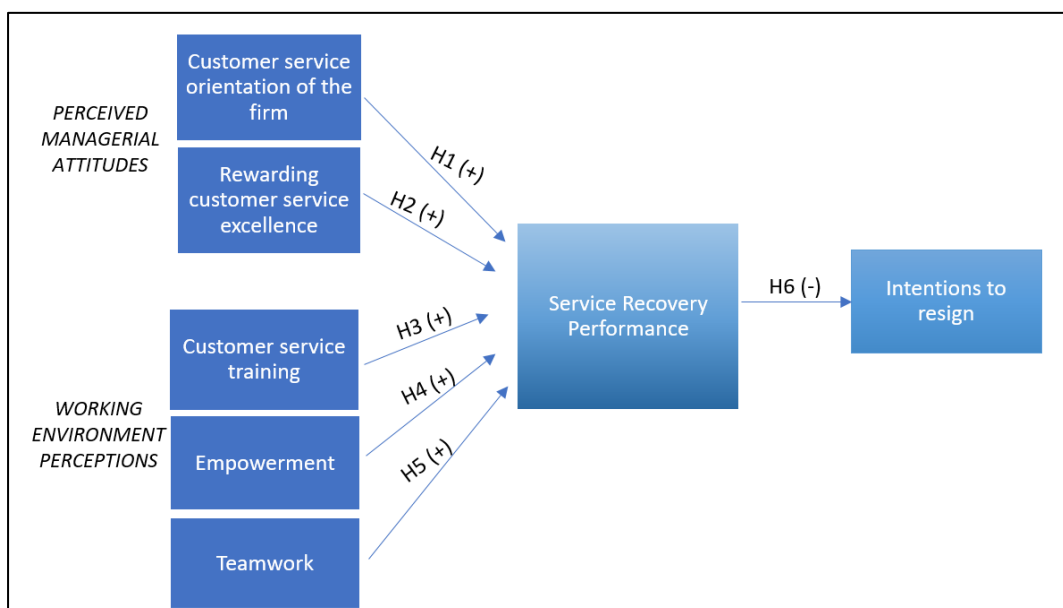 PERCEIVED
MANAGERIAL
ATTITUDES
Customer service
orientation of the
firm
Rewarding
customer service
excellence
WORKING
ENVIRONMENT
PERCEPTIONS
Customer service
training
Empowerment
Teamwork
H1 (+)
H2 (+)
H3 (+)
H4 (+)
H5 (+)
Service Recovery
Performance
H6 (-)
Intentions to
resign